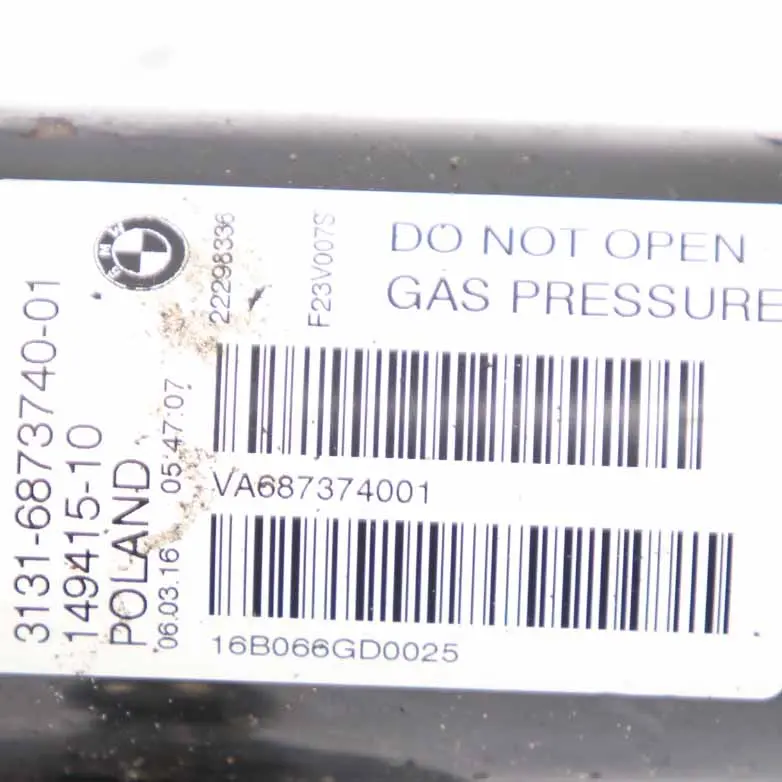 DO NOT OPEN
GAS PRESSURE
BMW
22298336
F23V007S
3131-6873740-01
149415-10
POLAND
06.03.16 05:47:07
VA687374001
16B066GD0025